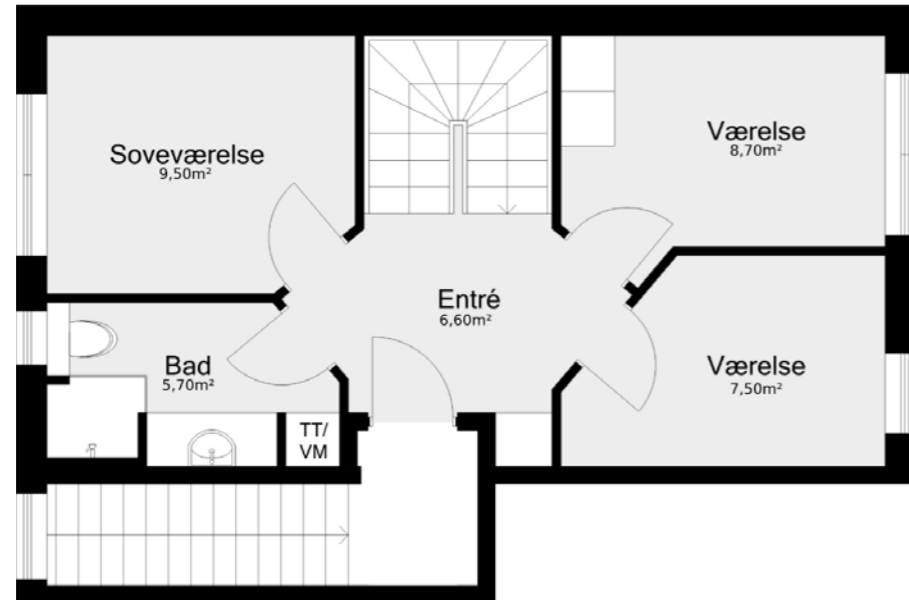 Soveværelse
9,50m²
Værelse
8,70m²
Entré
6,60m²
Bad
5,70m²
Værelse
7,50m²
TT/
VM